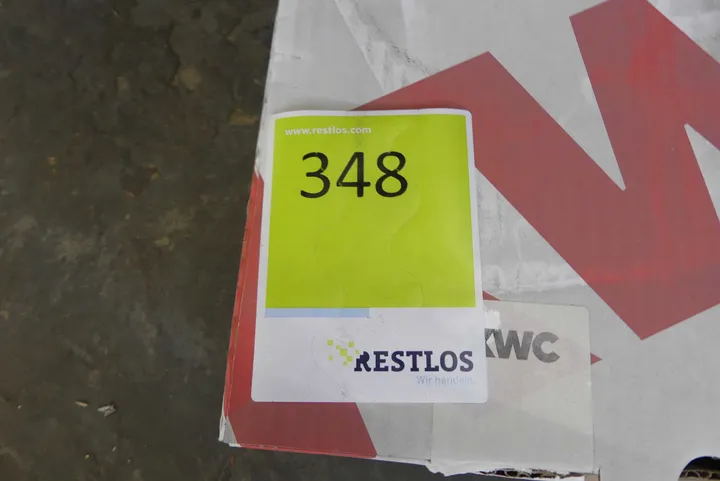 www.restlos.com
348
KWC
RESTLOS
Wir handeln.